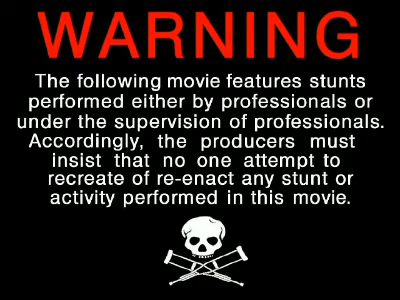 WARNING
The following movie features stunts
performed either by professionals or
under the supervision of professionals.
Accordingly, the producers must
insist that no one attempt to
recreate of re-enact any stunt or
activity performed in this movie.